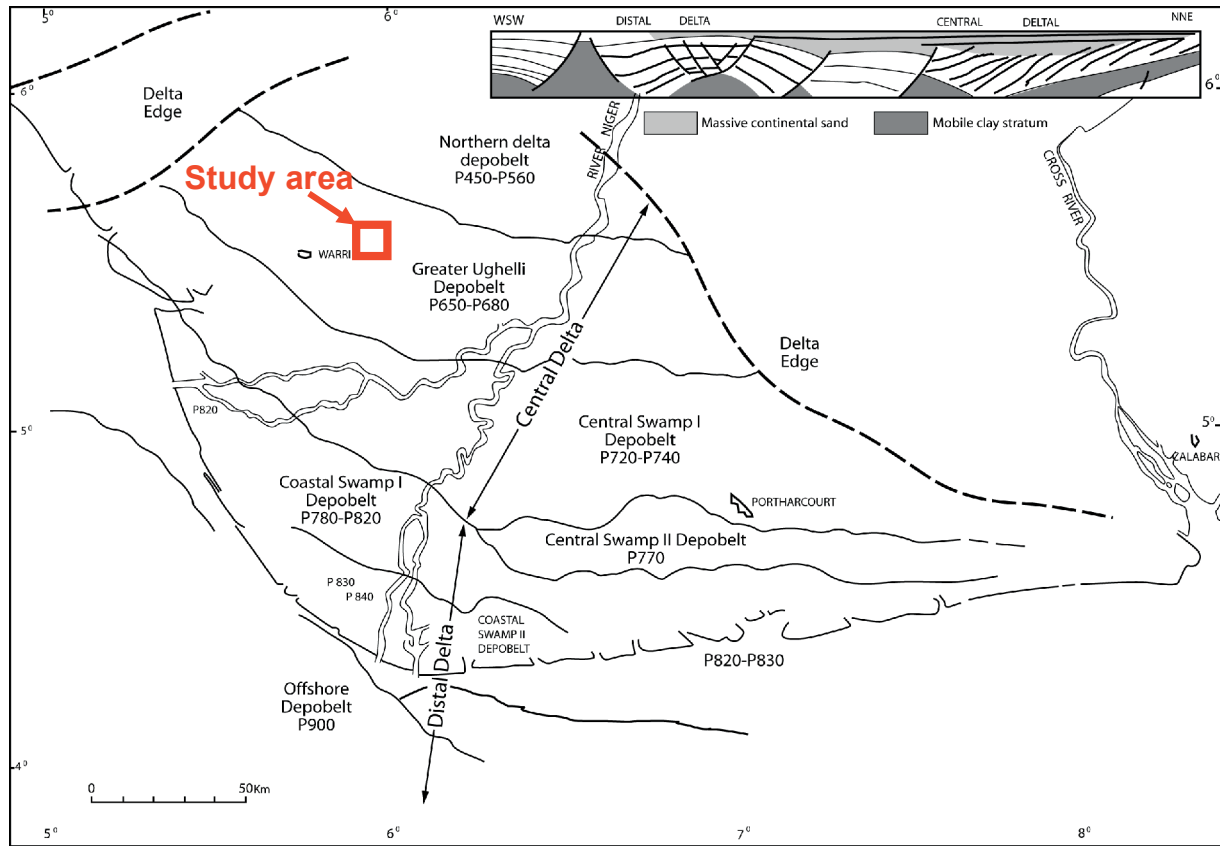 5°
6°
WSW
DISTAL
DELTA
CENTRAL
DELTAL
NNE
6°
6°
Delta
Edge
Massive continental sand
Mobile clay stratum
RIVER NIGER
Northern delta
depobelt
P450-P560
CROSS RIVER
Study area
WARRI
Greater Ughelli
Depobelt
P650-P680
Delta
Edge
Central Delta
P820
5°
5°
Central Swamp I
Depobelt
P720-P740
ZALABAR
Coastal Swamp I
Depobelt
P780-P820
PORTHARCOURT
Central Swamp II Depobelt
P770
P 830
P 840
COASTAL
SWAMP II
DEPOBELT
P820-P830
Distal Delta
Offshore
Depobelt
P900
4°
0
50Km
5°
6°
7°
8°